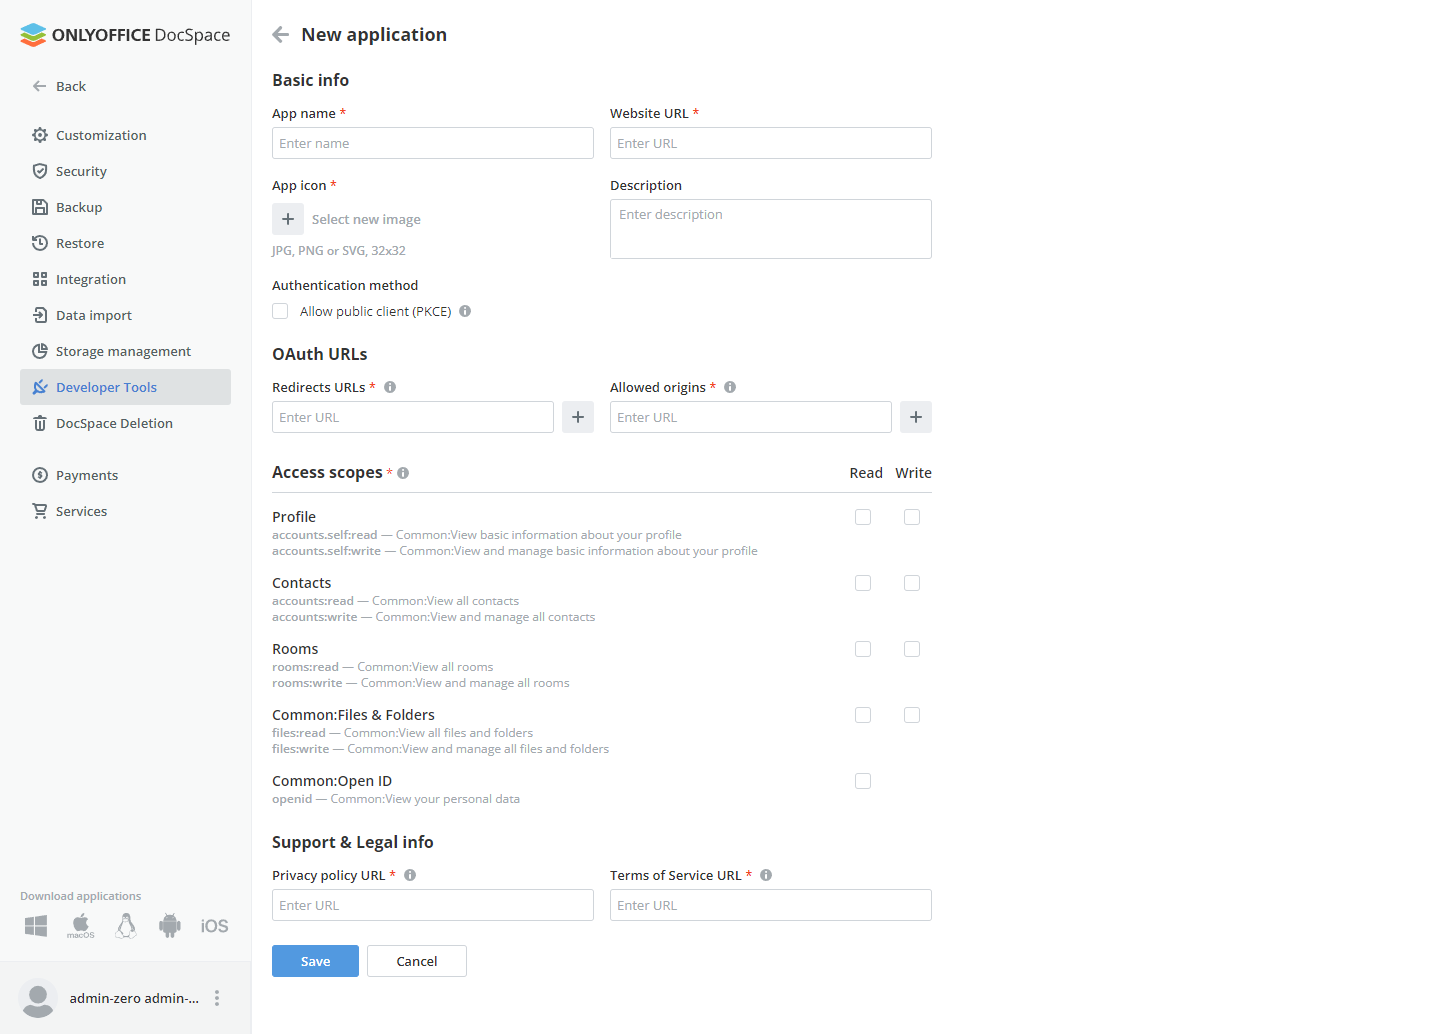 ONLYOFFICE DocSpace
Back
Customization
Security
Backup
Restore
Integration
Data import
Storage management
Developer Tools
DocSpace Deletion
Payments
Services
Download applications
macOS
iOS
admin-zero admin-...
New application
Basic info
App name *
Website URL *
Enter name
Enter URL
App icon *
Description
Select new image
Enter description
JPG, PNG or SVG, 32x32
Authentication method
Allow public client (PKCE)
OAuth URLs
Redirects URLs *
Allowed origins *
Enter URL
Enter URL
Access scopes *
Read
Write
Profile
accounts.self:read — Common:View basic information about your profile
accounts.self:write — Common:View and manage basic information about your profile
Contacts
accounts:read — Common:View all contacts
accounts:write — Common:View and manage all contacts
Rooms
rooms:read — Common:View all rooms
rooms:write — Common:View and manage all rooms
Common:Files & Folders
files:read — Common:View all files and folders
files:write — Common:View and manage all files and folders
Common:Open ID
openid — Common:View your personal data
Support & Legal info
Privacy policy URL *
Terms of Service URL *
Enter URL
Enter URL
Save
Cancel